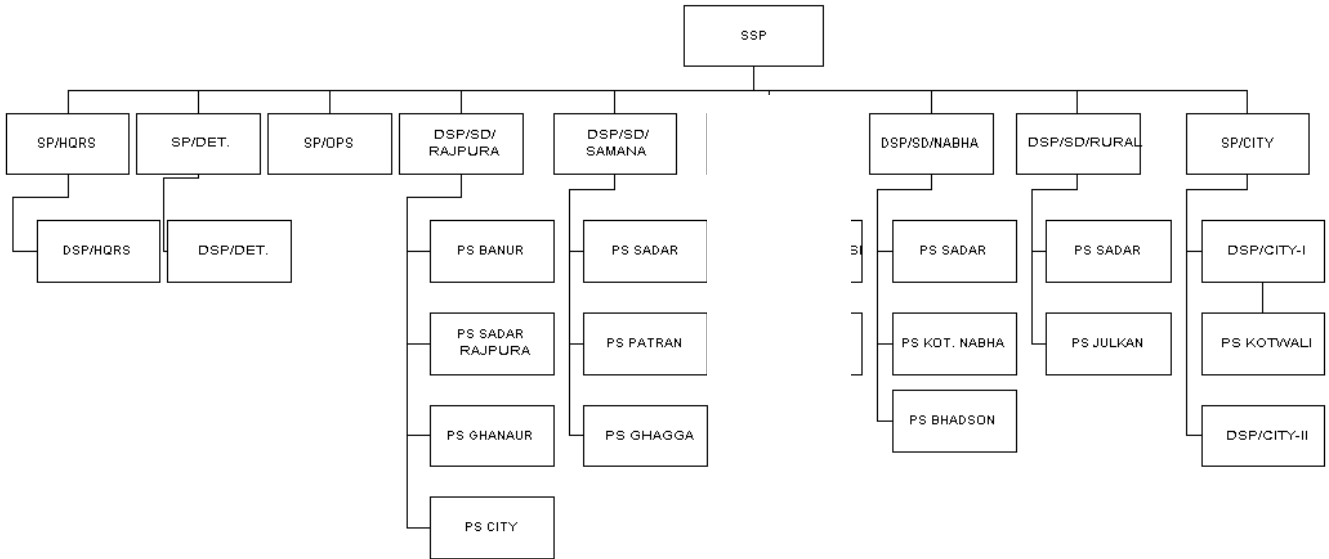 SSP
SP/HQRS
SP/DET.
SP/OPS
DSP/SD/
RAJPURA
DSP/SD/
SAMANA
DSP/SD/NABHA
DSP/SD/RURAL
SP/CITY
DSP/HQRS
DSP/DET.
PS BANUR
PS SADAR
PS SADAR
PS SADAR
DSP/CITY-I
PS SADAR
RAJPURA
PS PATRAN
PS KOT. NABHA
PS JULKAN
PS KOTWALI
PS GHANAUR
PS GHAGGA
PS BHADSON
DSP/CITY-II
PS CITY